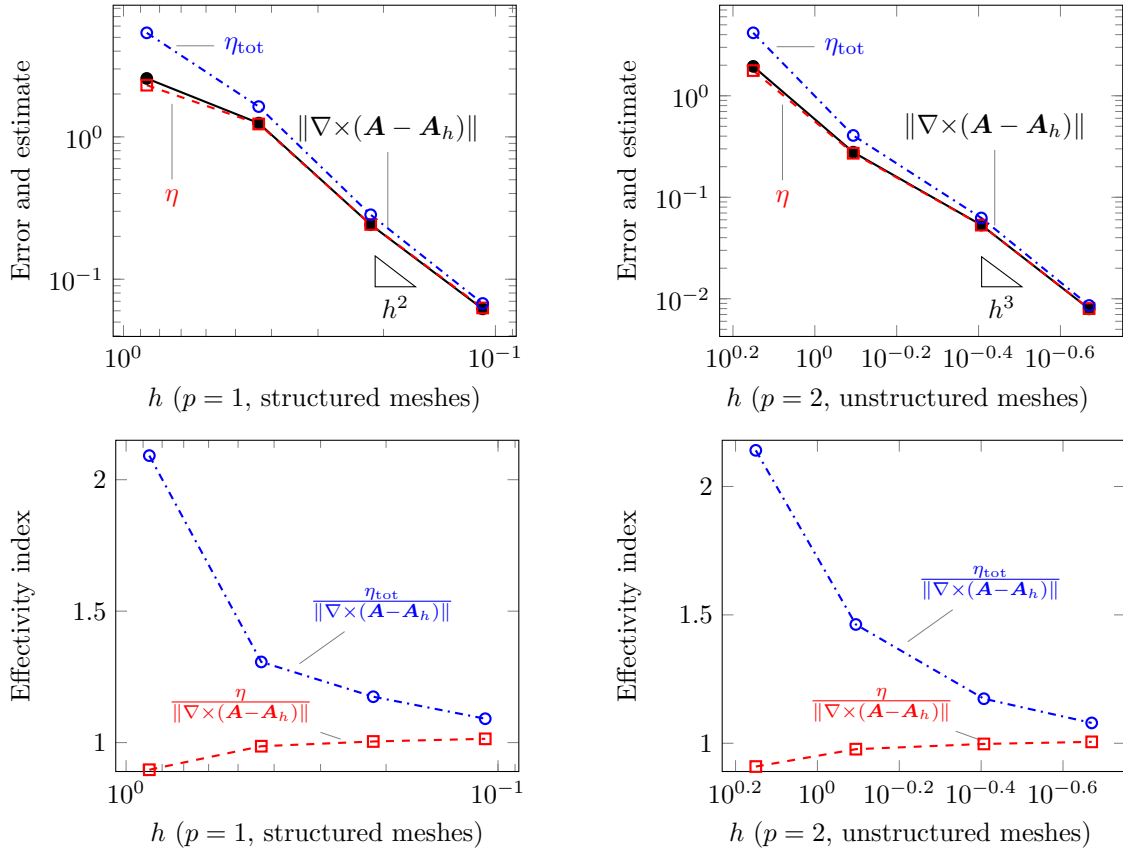 Error and estimate
10^0
10^{-1}
η_tot
‖∇×(A − A_h)‖
η
h^2
10^0
10^{-1}
h (p = 1, structured meshes)
Error and estimate
10^0
10^{-1}
10^{-2}
η_tot
‖∇×(A − A_h)‖
η
h^3
10^{0.2}
10^0
10^{-0.2}
10^{-0.4}
10^{-0.6}
h (p = 2, unstructured meshes)
Effectivity index
2
1.5
1
η_tot
‖∇×(A−A_h)‖
η
‖∇×(A−A_h)‖
10^0
10^{-1}
h (p = 1, structured meshes)
Effectivity index
2
1.5
1
η_tot
‖∇×(A−A_h)‖
η
‖∇×(A−A_h)‖
10^{0.2}
10^0
10^{-0.2}
10^{-0.4}
10^{-0.6}
h (p = 2, unstructured meshes)